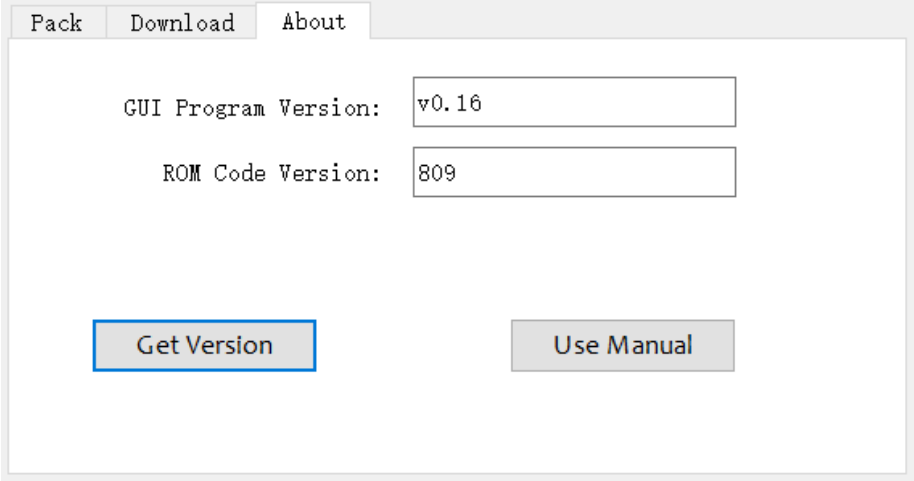 Pack Download About
GUI Program Version: v0.16
ROM Code Version: 809
Get Version Use Manual